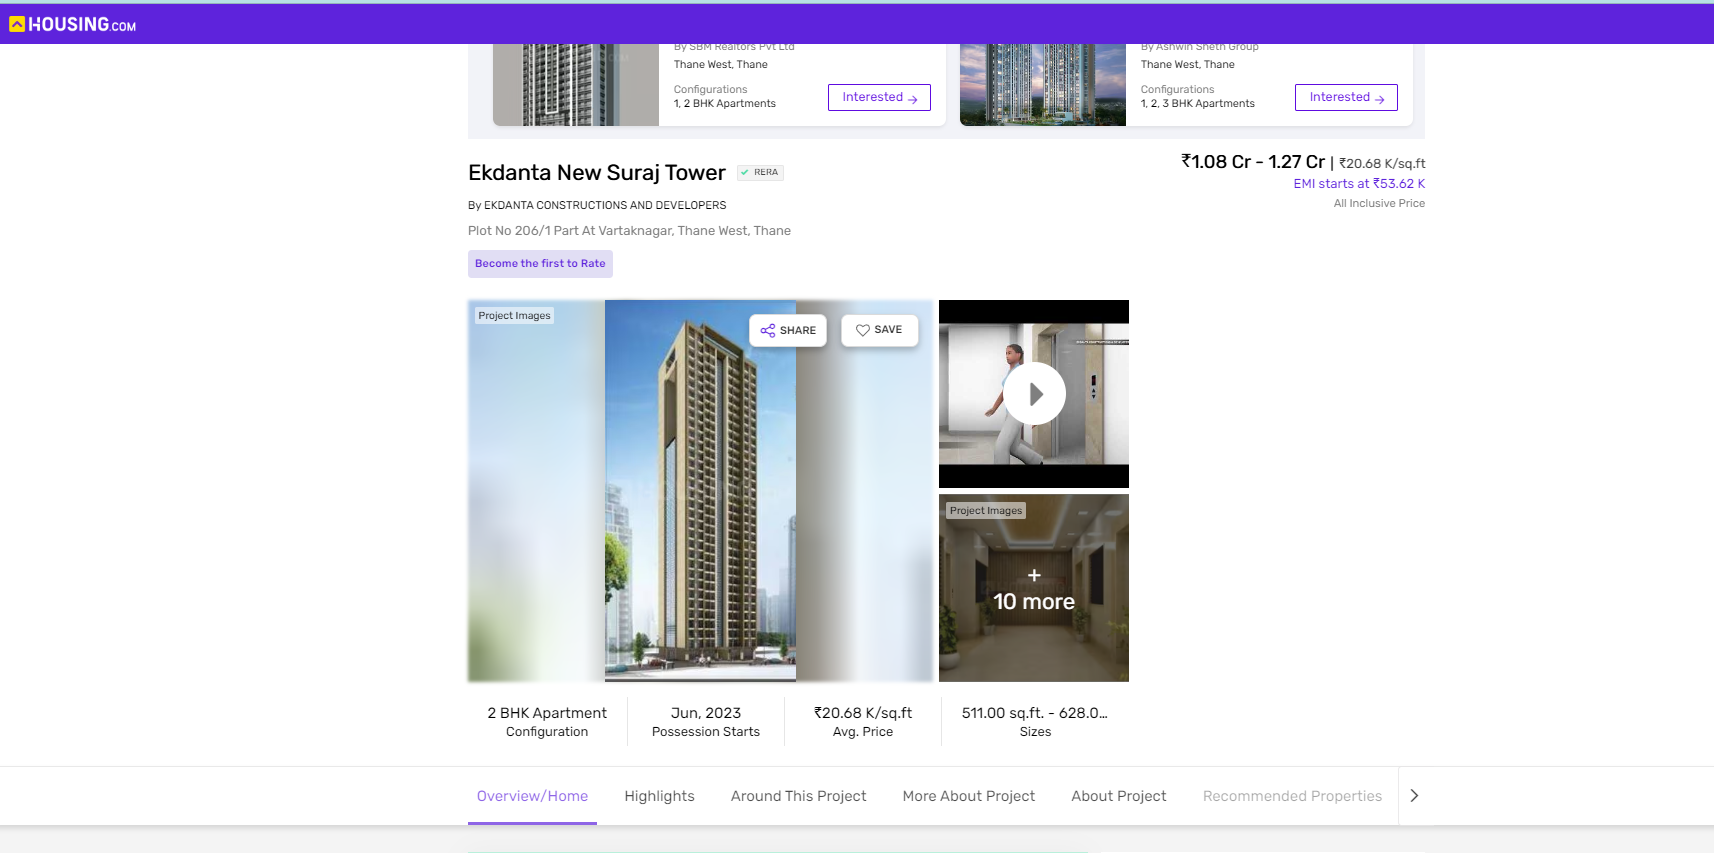 HOUSING.COM
By SBM Realtors Pvt Ltd
Thane West, Thane
Configurations
1, 2 BHK Apartments
Interested
By Ashwin Sheth Group
Thane West, Thane
Configurations
1, 2, 3 BHK Apartments
Interested
Ekdanta New Suraj Tower
RERA
₹1.08 Cr - 1.27 Cr | ₹20.68 K/sq.ft
EMI starts at ₹53.62 K
All Inclusive Price
By EKDANTA CONSTRUCTIONS AND DEVELOPERS
Plot No 206/1 Part At Vartaknagar, Thane West, Thane
Become the first to Rate
Project Images
SHARE
SAVE
Project Images
+
10 more
2 BHK Apartment
Configuration
Jun, 2023
Possession Starts
₹20.68 K/sq.ft
Avg. Price
511.00 sq.ft. - 628.0...
Sizes
Overview/Home
Highlights
Around This Project
More About Project
About Project
Recommended Properties